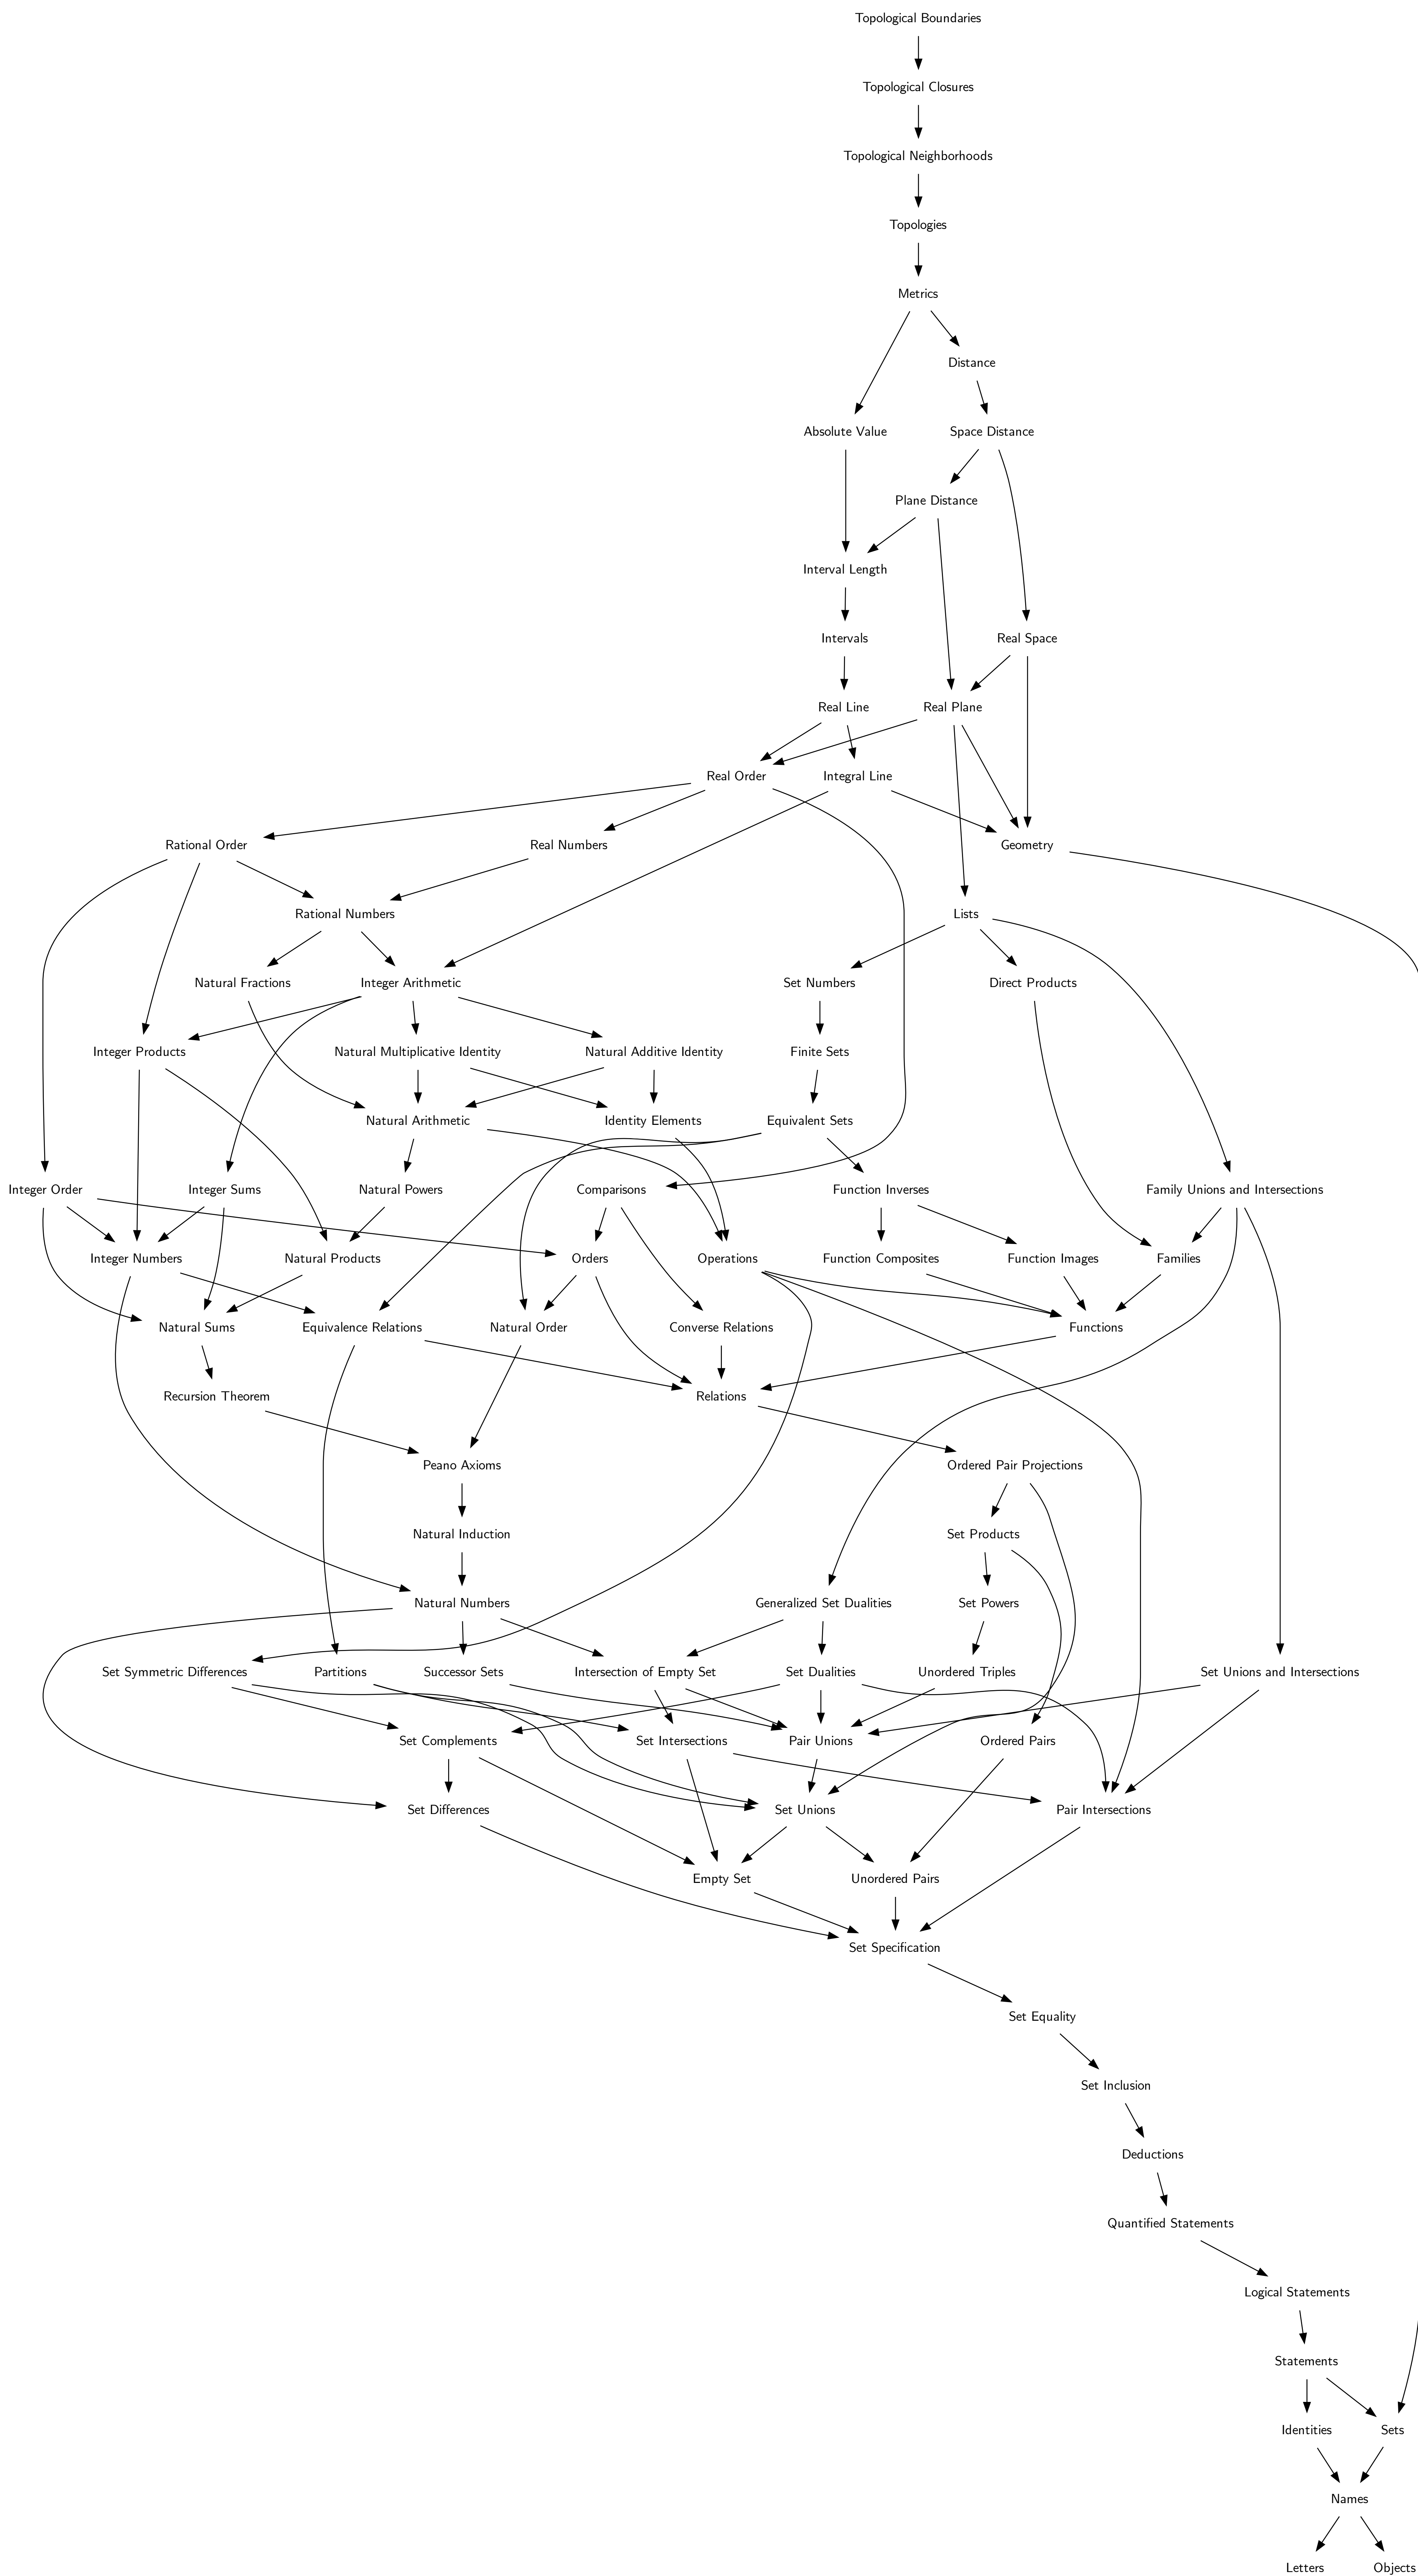 Topological Boundaries
Topological Closures
Topological Neighborhoods
Topologies
Metrics
Distance
Absolute Value
Space Distance
Plane Distance
Interval Length
Intervals
Real Space
Real Line
Real Plane
Real Order
Integral Line
Rational Order
Real Numbers
Geometry
Rational Numbers
Lists
Natural Fractions
Integer Arithmetic
Set Numbers
Direct Products
Integer Products
Natural Multiplicative Identity
Natural Additive Identity
Finite Sets
Natural Arithmetic
Identity Elements
Equivalent Sets
Integer Order
Integer Sums
Natural Powers
Comparisons
Function Inverses
Family Unions and Intersections
Integer Numbers
Natural Products
Orders
Operations
Function Composites
Function Images
Families
Natural Sums
Equivalence Relations
Natural Order
Converse Relations
Functions
Recursion Theorem
Relations
Peano Axioms
Ordered Pair Projections
Natural Induction
Set Products
Natural Numbers
Generalized Set Dualities
Set Powers
Set Symmetric Differences
Partitions
Successor Sets
Intersection of Empty Set
Set Dualities
Unordered Triples
Set Unions and Intersections
Set Complements
Set Intersections
Pair Unions
Ordered Pairs
Set Differences
Set Unions
Pair Intersections
Empty Set
Unordered Pairs
Set Specification
Set Equality
Set Inclusion
Deductions
Quantified Statements
Logical Statements
Statements
Identities
Sets
Names
Letters
Objects